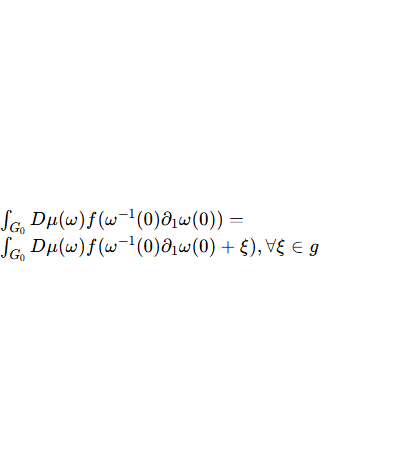 ∫_{G_0} Dμ(ω)f(ω^{−1}(0)∂_1ω(0)) =
∫_{G_0} Dμ(ω)f(ω^{−1}(0)∂_1ω(0) + ξ), ∀ξ ∈ g